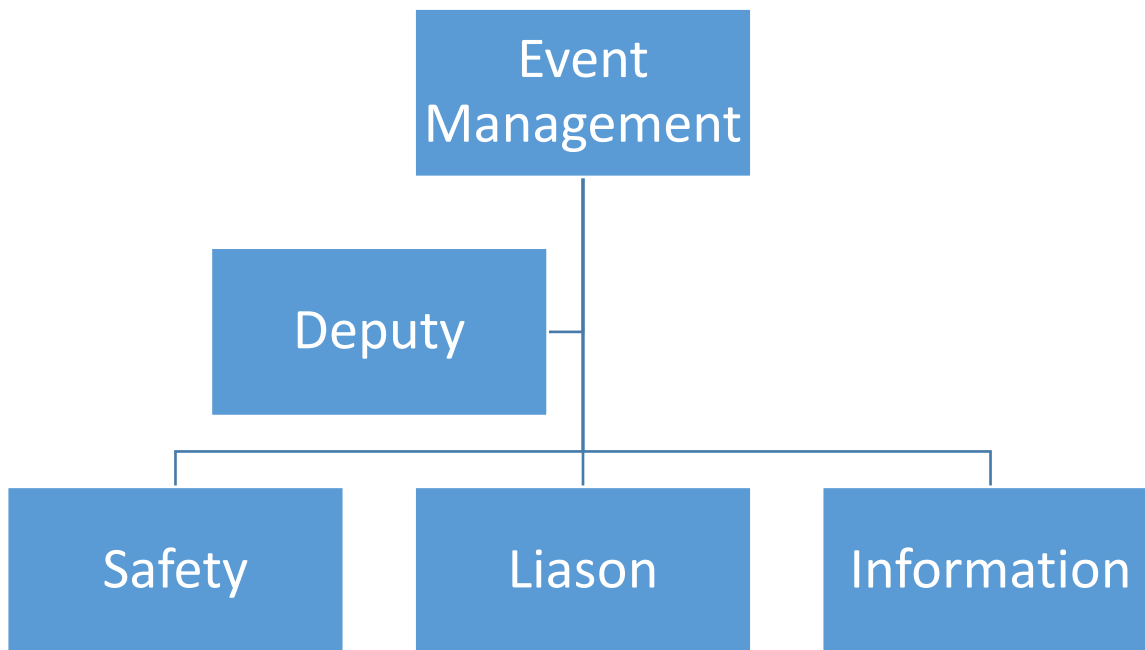 Event
Management
Deputy
Safety
Liason
Information